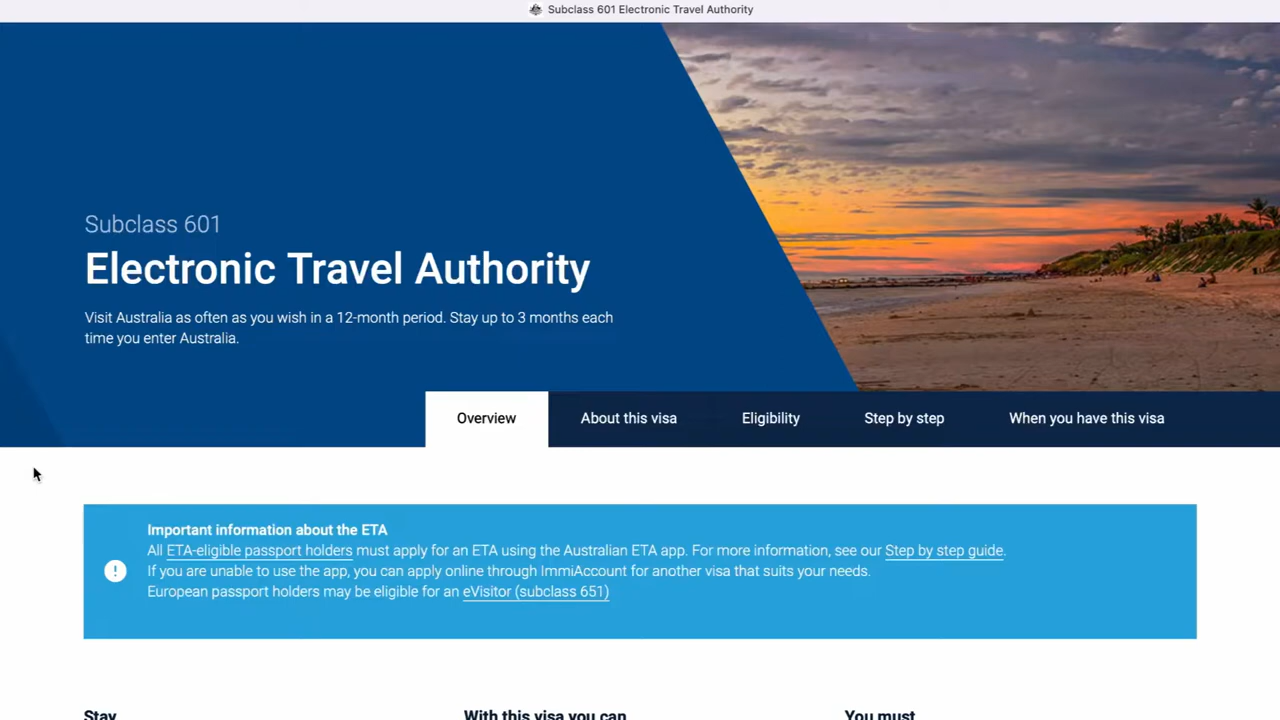 Subclass 601 Electronic Travel Authority
Subclass 601
Electronic Travel Authority
Visit Australia as often as you wish in a 12-month period. Stay up to 3 months each
time you enter Australia.
Overview
About this visa
Eligibility
Step by step
When you have this visa
Important information about the ETA
All ETA-eligible passport holders must apply for an ETA using the Australian ETA app. For more information, see our Step by step guide.
If you are unable to use the app, you can apply online through ImmiAccount for another visa that suits your needs.
European passport holders may be eligible for an eVisitor (subclass 651)
Stay
With this visa you can
You must